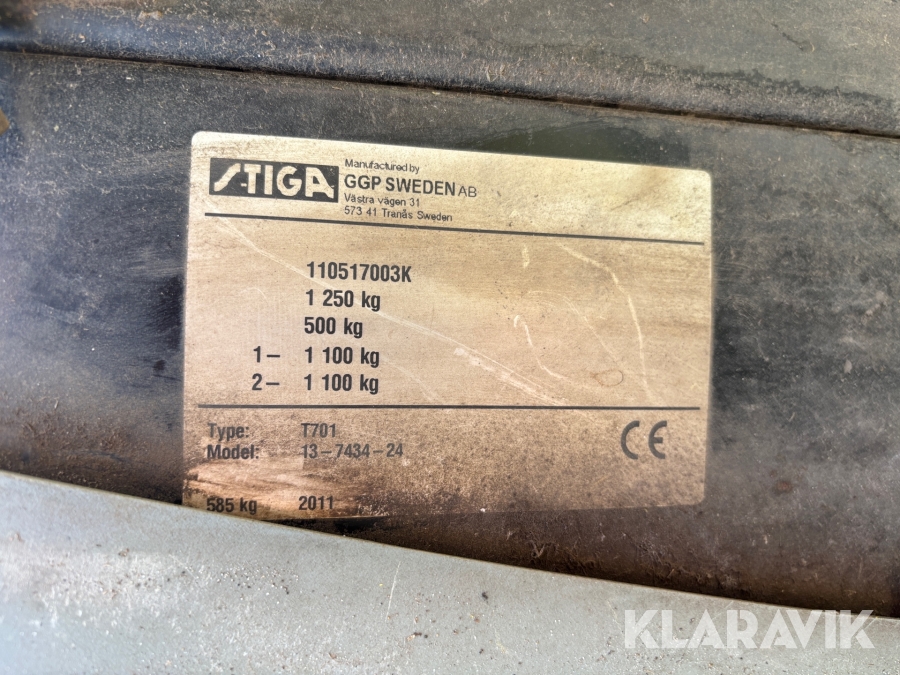 STIGA
Manufactured by
GGP SWEDEN AB
Västra vägen 31
573 41 Tranås Sweden
110517003K
1 250 kg
500 kg
1– 1 100 kg
2– 1 100 kg
Type: T701
Model: 13–7434–24
CE
585 kg 2011
KLARAVIK